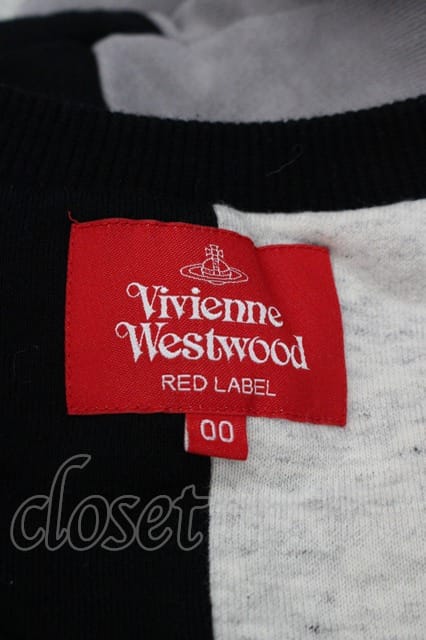 Vivienne
Westwood
RED LABEL
00
closet